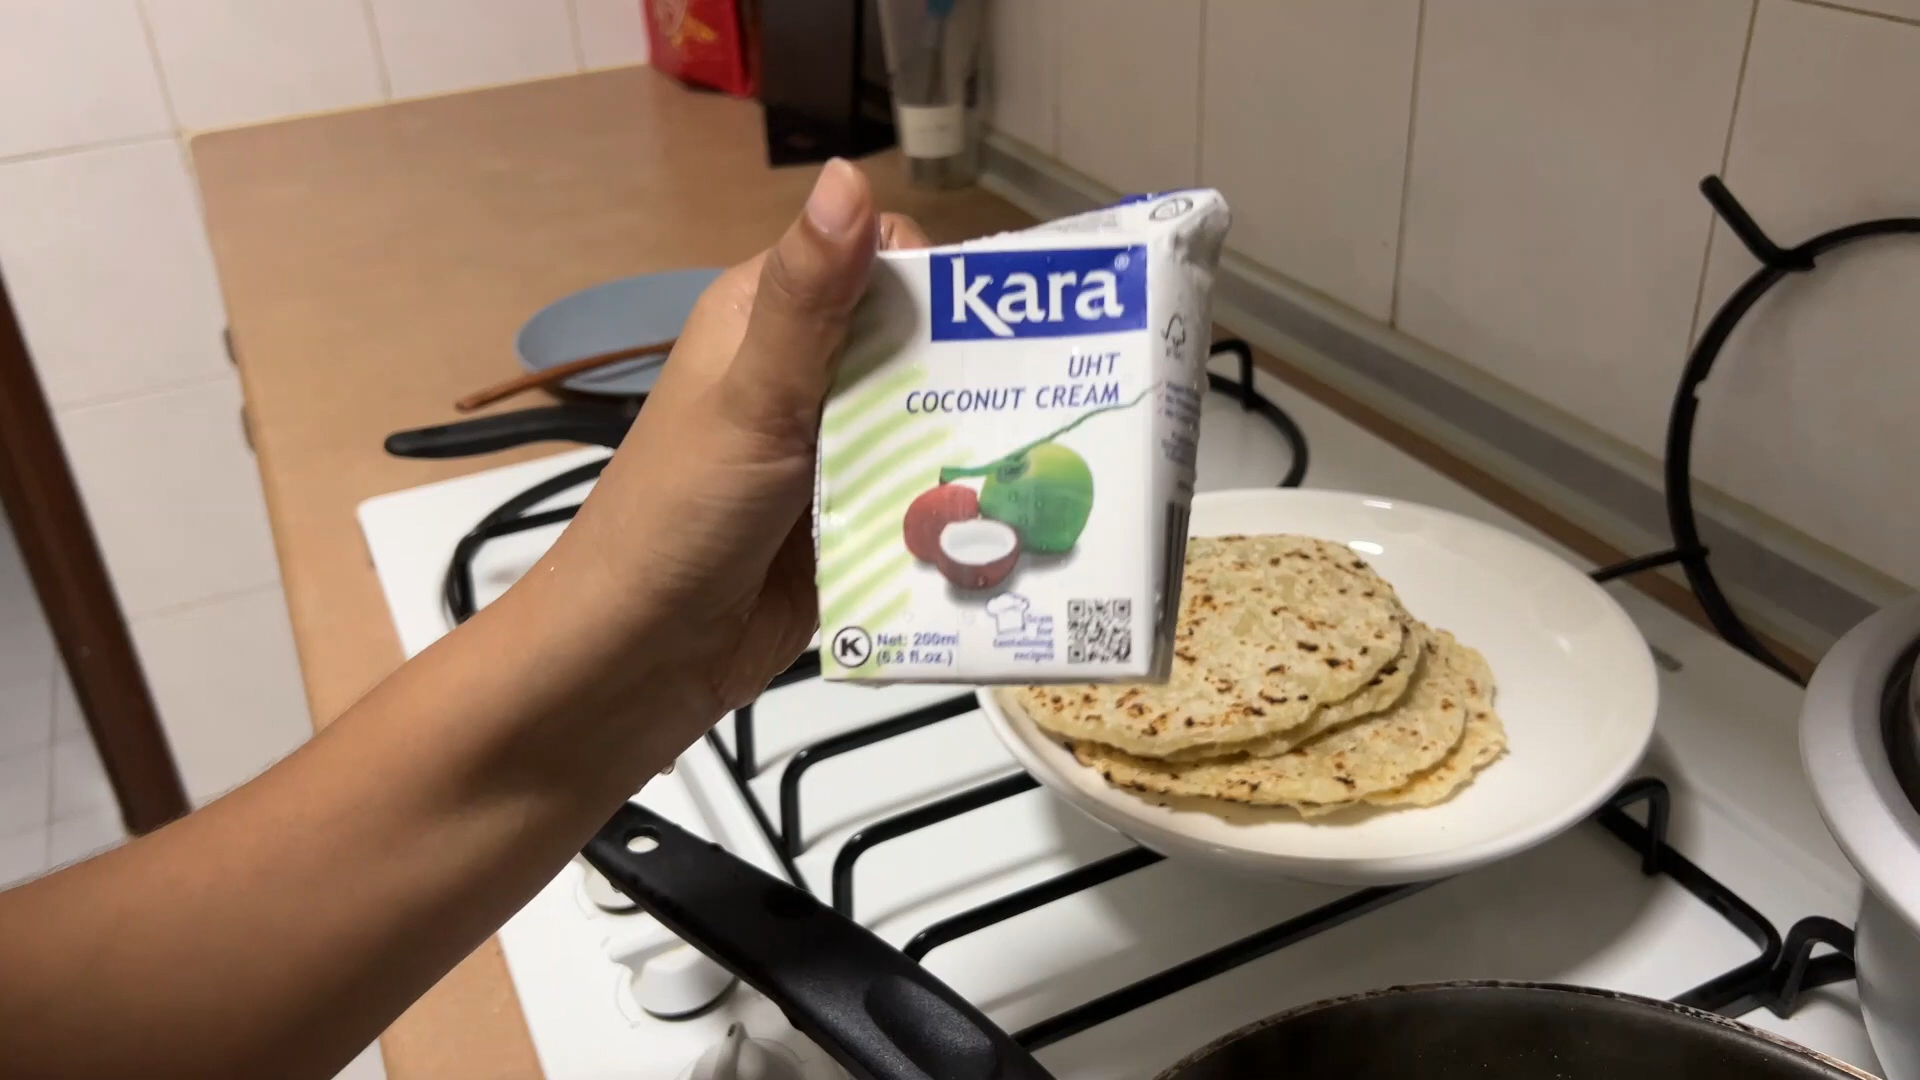 kara®
UHT
COCONUT CREAM
K
Net: 200ml
(6.8 fl.oz.)
Scan
for
tantalising
recipes